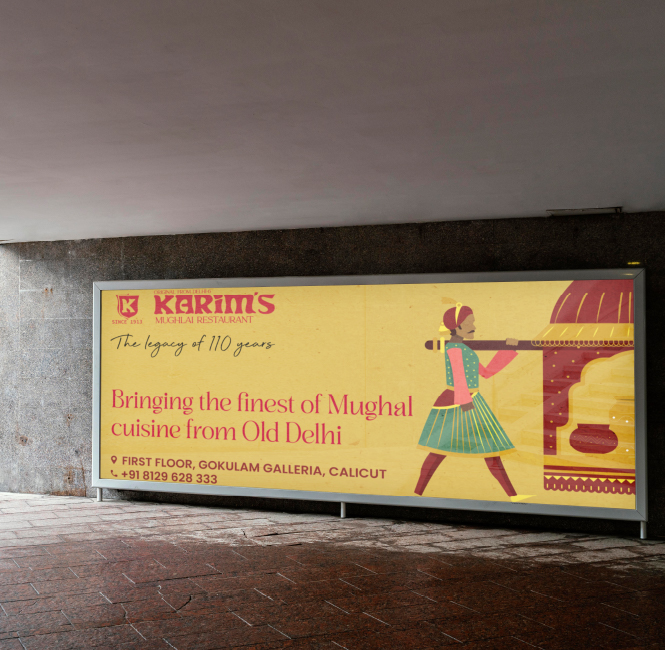 K
SINCE 1913
ORIGINAL FROM DELHI
KARIM'S
MUGHLAI RESTAURANT
The legacy of 110 years
Bringing the finest of Mughal
cuisine from Old Delhi
FIRST FLOOR, GOKULAM GALLERIA, CALICUT
+91 8129 628 333